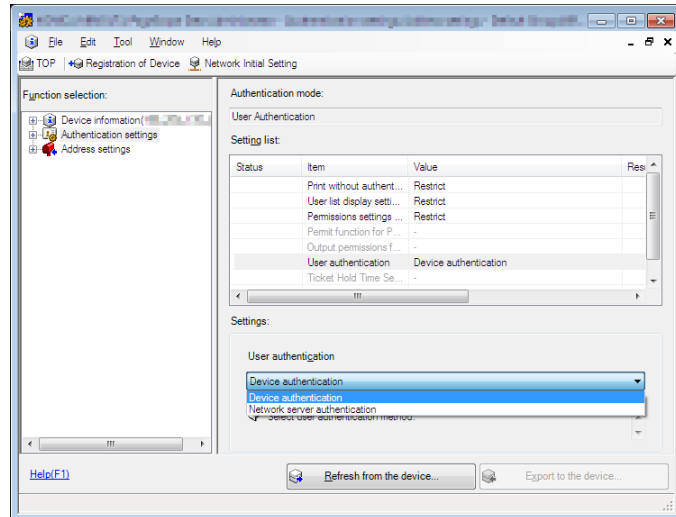 File Edit Tool Window Help
TOP Registration of Device Network Initial Setting
Function selection:
Device information(
Authentication settings
Address settings
Authentication mode:
User Authentication
Setting list:
Status Item Value Resi
Print without authent... Restrict
User list display setti... Restrict
Permissions settings ... Restrict
Permit function for P... -
Output permissions f... -
User authentication Device authentication
Ticket Hold Time Se... -
Settings:
User authentication
Device authentication
Device authentication
Network server authentication
Select user authentication method.
Help(F1)
Refresh from the device...
Export to the device...